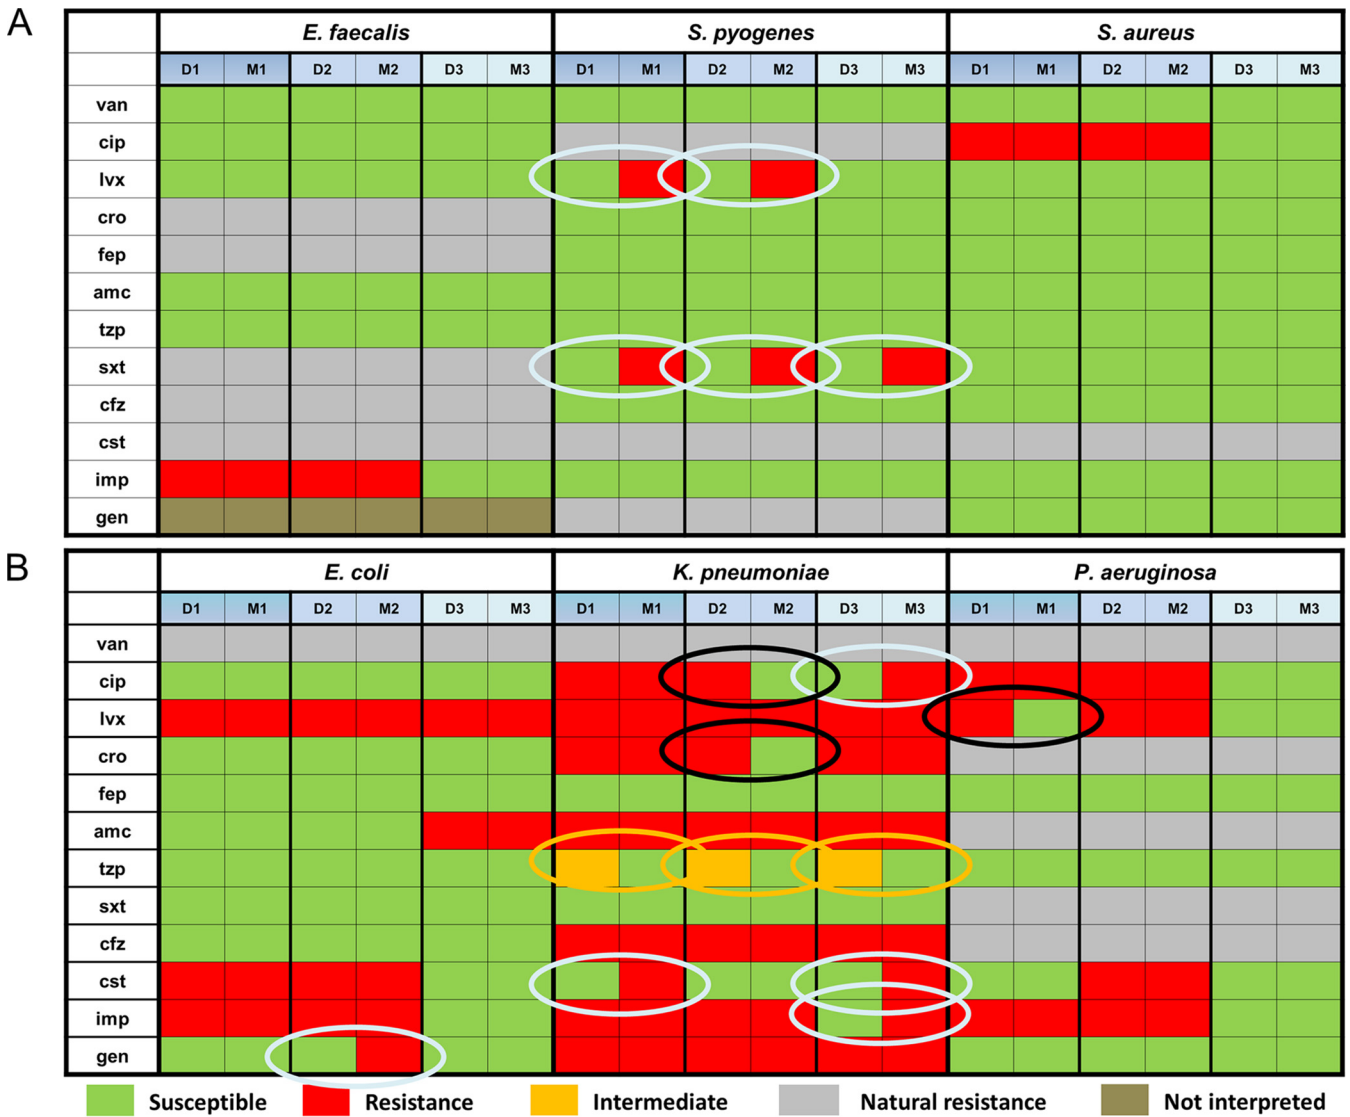 A
E. faecalis S. pyogenes S. aureus
D1 M1 D2 M2 D3 M3 D1 M1 D2 M2 D3 M3 D1 M1 D2 M2 D3 M3
van
cip
lvx
cro
fep
amc
tzp
sxt
cfz
cst
imp
gen
B
E. coli K. pneumoniae P. aeruginosa
D1 M1 D2 M2 D3 M3 D1 M1 D2 M2 D3 M3 D1 M1 D2 M2 D3 M3
van
cip
lvx
cro
fep
amc
tzp
sxt
cfz
cst
imp
gen
Susceptible Resistance Intermediate Natural resistance Not interpreted